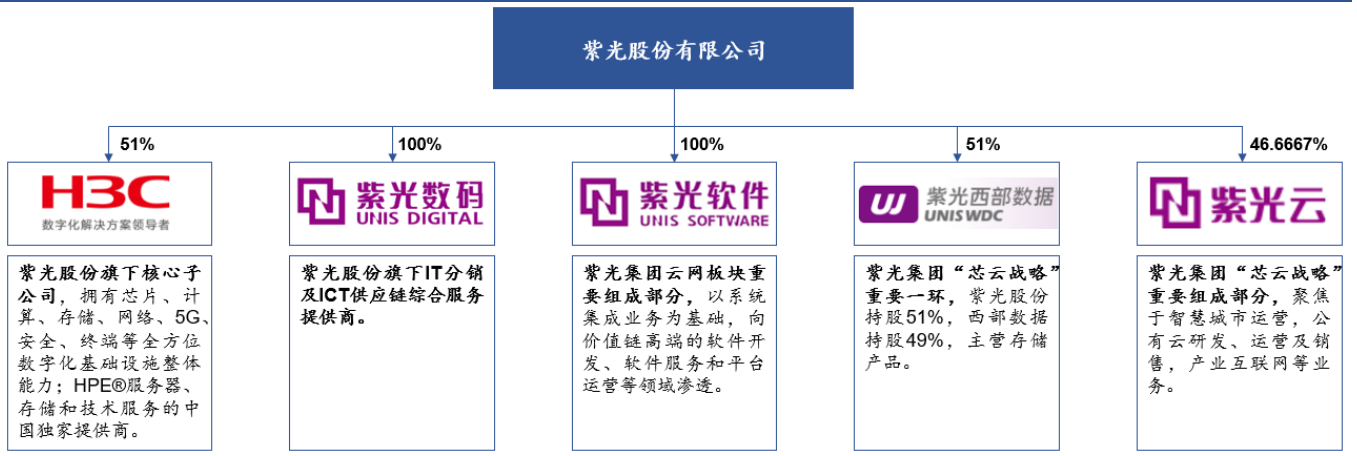 紫光股份有限公司
51%
100%
100%
51%
46.6667%
H3C
数字化解决方案领导者
紫光数码
UNIS DIGITAL
紫光软件
UNIS SOFTWARE
紫光西部数据
UNISWDC
紫光云
紫光股份旗下核心子
公司，拥有芯片、计
算、存储、网络、5G、
安全、终端等全方位
数字化基础设施整体
能力；HPE®服务器、
存储和技术服务的中
国独家提供商。
紫光股份旗下IT分销
及ICT供应链综合服务
提供商。
紫光集团云网板块重
要组成部分，以系统
集成业务为基础，向
价值链高端的软件开
发、软件服务和平台
运营等领域渗透。
紫光集团“芯云战略”
重要一环，紫光股份
持股51%，西部数据
持股49%，主营存储
产品。
紫光集团“芯云战略”
重要组成部分，聚焦
于智慧城市运营，公
有云研发、运营及销
售，产业互联网等业
务。